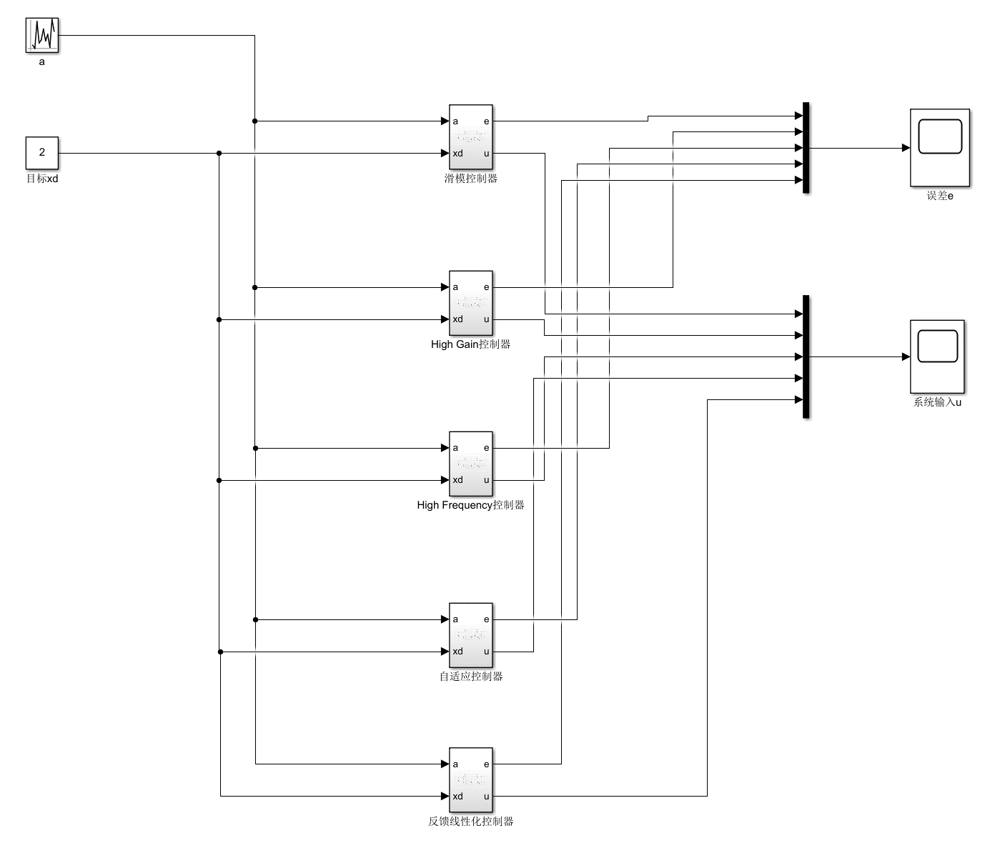 a
2
目标xd
a e
xd u
滑模控制器
误差e
a e
xd u
High Gain控制器
系统输入u
a e
xd u
High Frequency控制器
a e
xd u
自适应控制器
a e
xd u
反馈线性化控制器